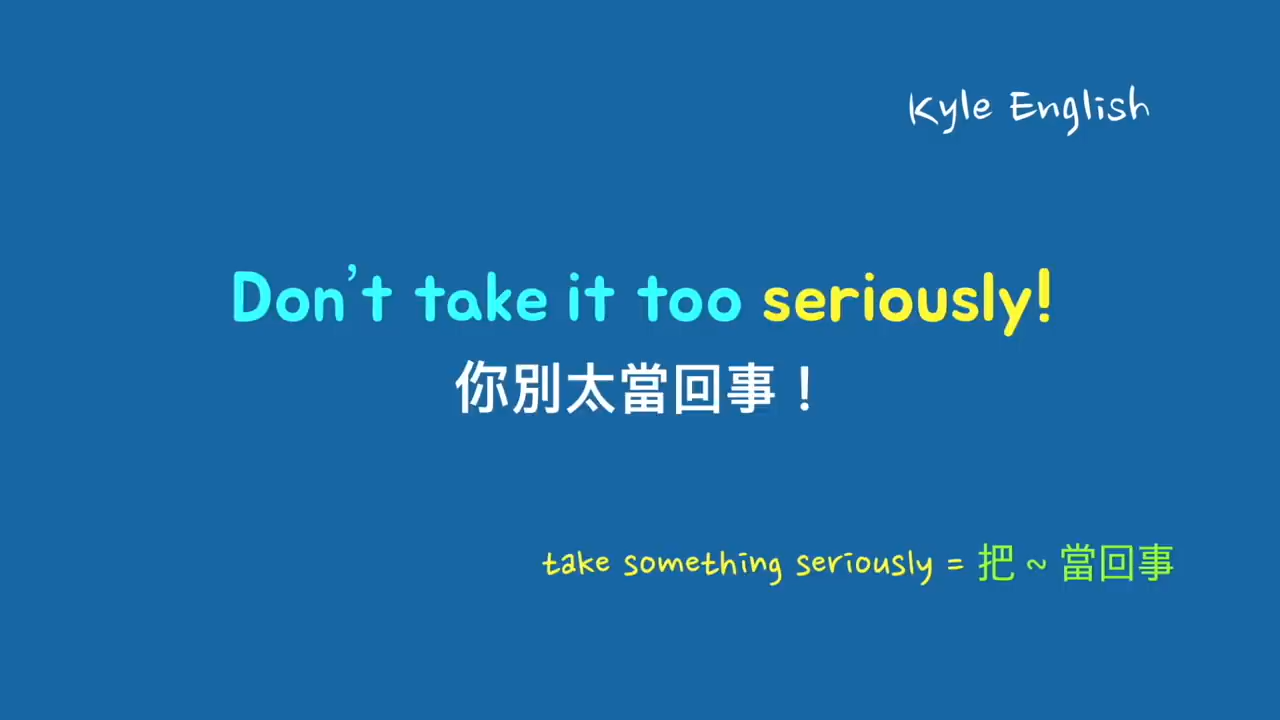 Kyle English
Don't take it too seriously!
你別太當回事！
take something seriously = 把 ~ 當回事